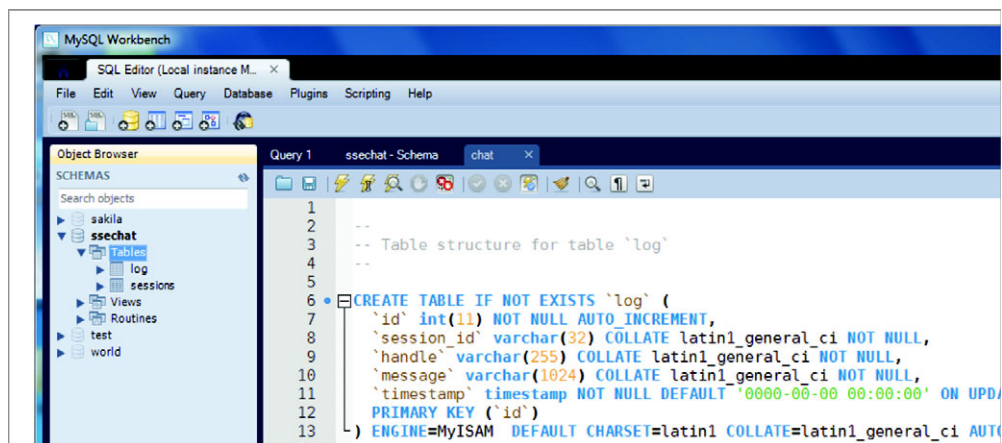 MySQL Workbench
SQL Editor (Local instance M... ×
File Edit View Query Database Plugins Scripting Help
Object Browser
Query 1 ssechat - Schema chat ×
SCHEMAS
Search objects
sakila
ssechat
Tables
log
sessions
Views
Routines
test
world
1
2 --
3 -- Table structure for table `log`
4 --
5
6 CREATE TABLE IF NOT EXISTS `log` (
7 `id` int(11) NOT NULL AUTO_INCREMENT,
8 `session_id` varchar(32) COLLATE latin1_general_ci NOT NULL,
9 `handle` varchar(255) COLLATE latin1_general_ci NOT NULL,
10 `message` varchar(1024) COLLATE latin1_general_ci NOT NULL,
11 `timestamp` timestamp NOT NULL DEFAULT '0000-00-00 00:00:00' ON UPDA
12 PRIMARY KEY (`id`)
13 ) ENGINE=MyISAM DEFAULT CHARSET=latin1 COLLATE=latin1_general_ci AUTO